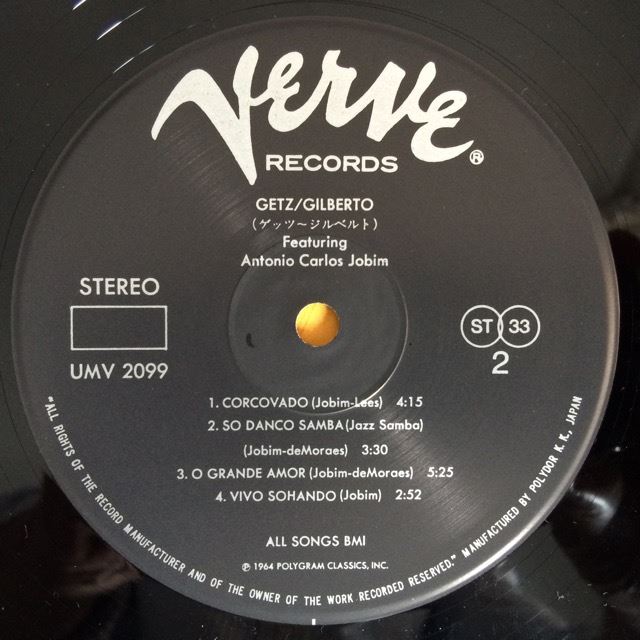 Verve
RECORDS®
GETZ/GILBERTO
(ゲッツ〜ジルベルト)
Featuring
Antonio Carlos Jobim
STEREO
UMV 2099
ST 33
2
1. CORCOVADO (Jobim-Lees) 4:15
2. SO DANCO SAMBA (Jazz Samba)
(Jobim-deMoraes) 3:30
3. O GRANDE AMOR (Jobim-deMoraes) 5:25
4. VIVO SOHANDO (Jobim) 2:52
ALL SONGS BMI
℗ 1964 POLYGRAM CLASSICS, INC.
"ALL RIGHTS OF THE RECORD MANUFACTURER AND OF THE OWNER OF THE WORK RECORDED RESERVED." MANUFACTURED BY POLYDOR K. K., JAPAN